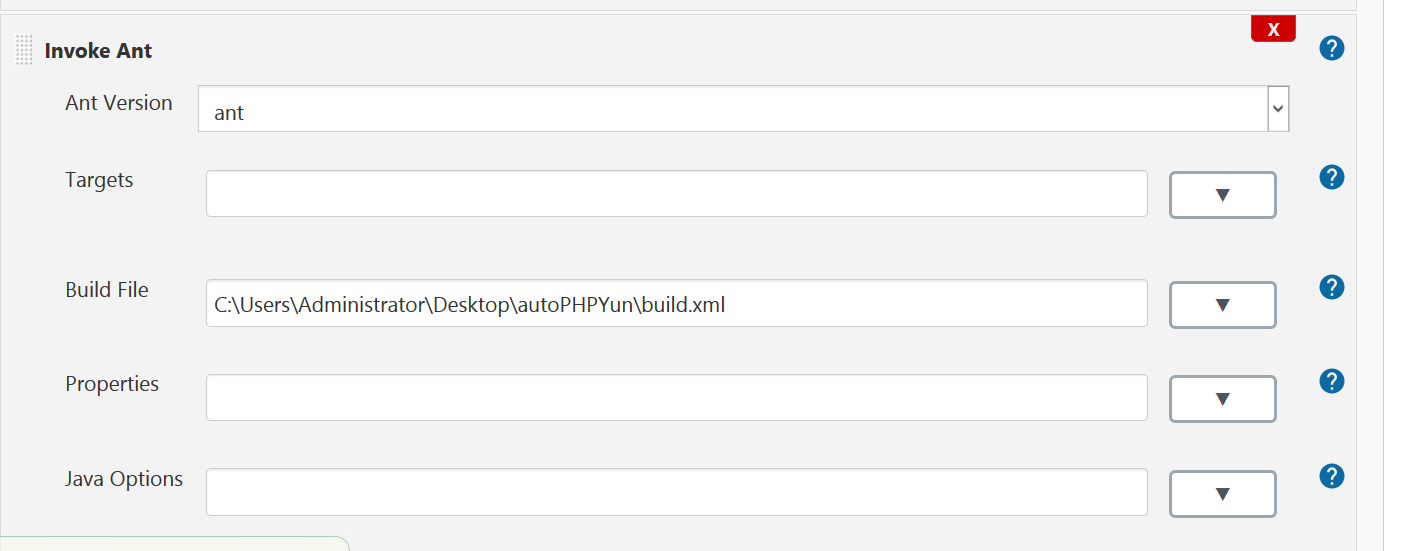 Invoke Ant
X
?
Ant Version
ant
Targets
?
Build File
C:\Users\Administrator\Desktop\autoPHPYun\build.xml
?
Properties
?
Java Options
?